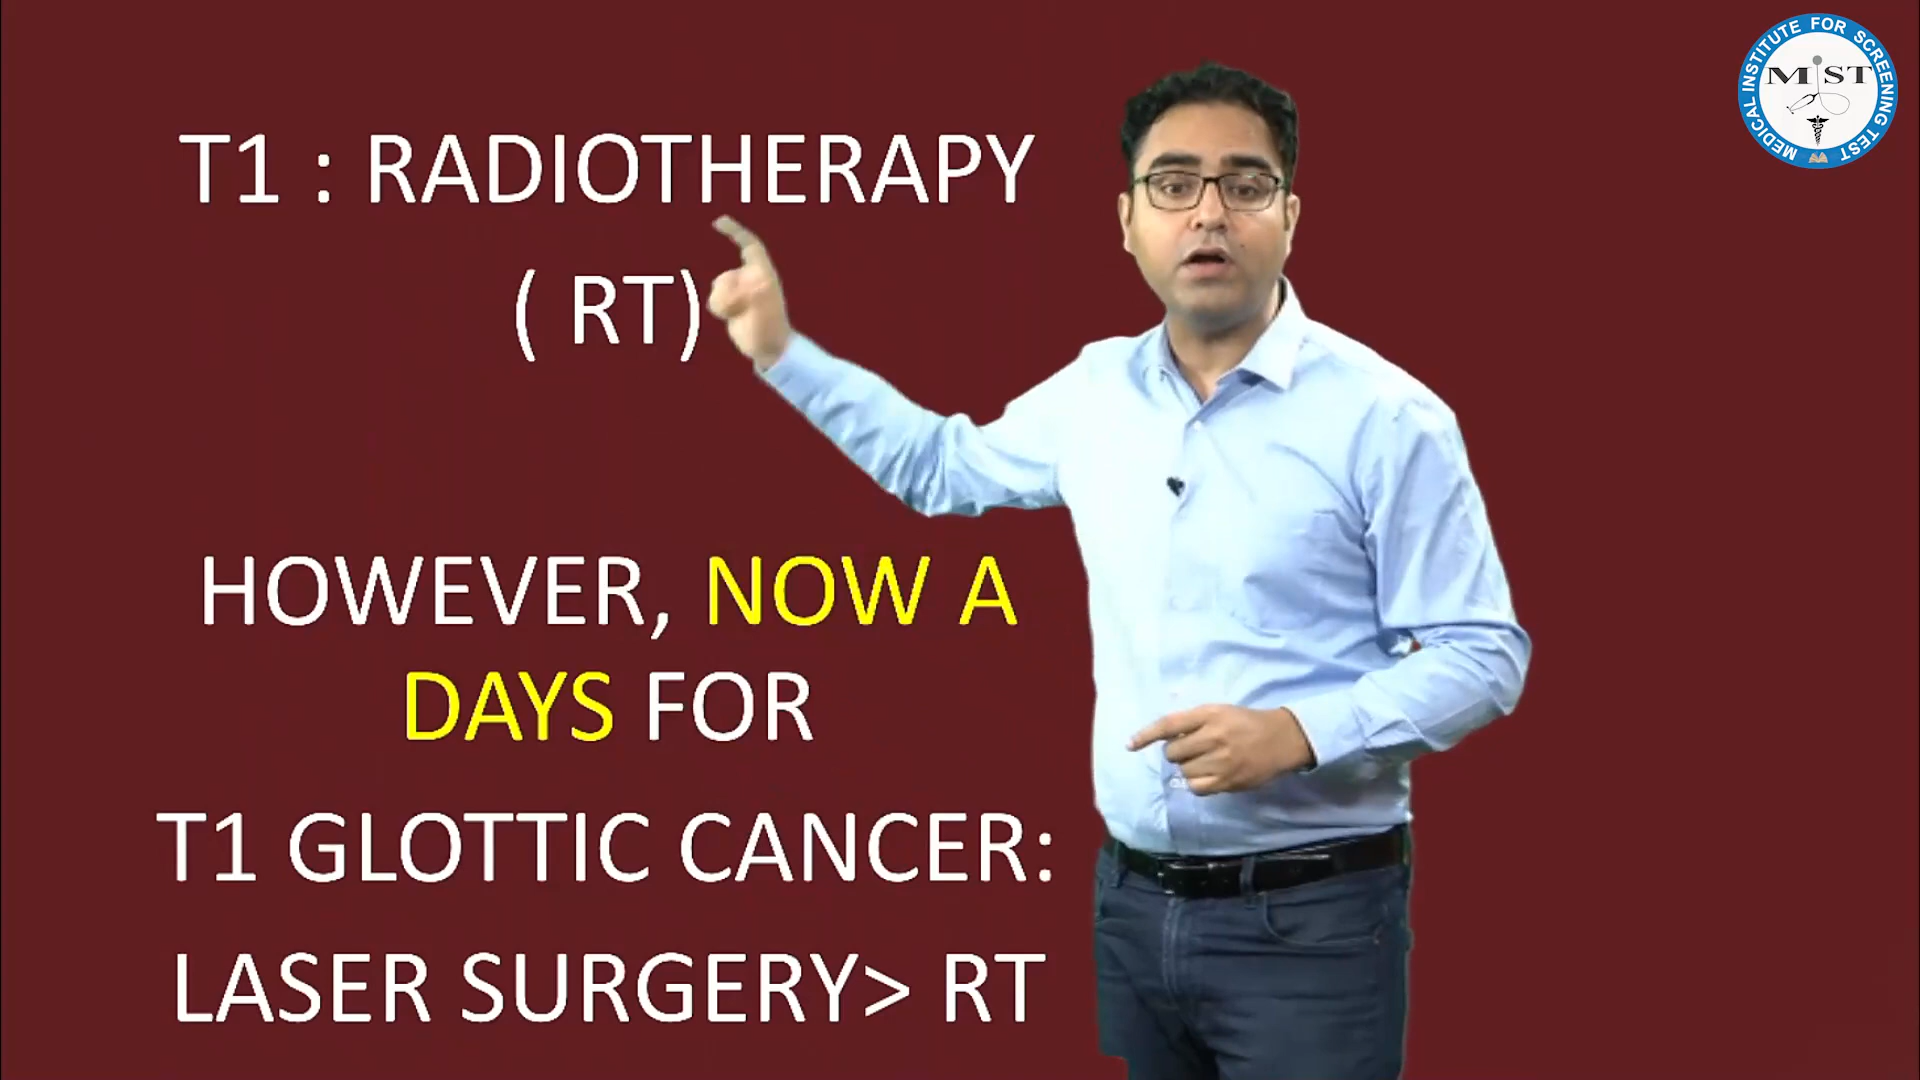 T1 : RADIOTHERAPY
( RT)
HOWEVER, NOW A
DAYS FOR
T1 GLOTTIC CANCER:
LASER SURGERY> RT
MEDICAL INSTITUTE FOR SCREENING TEST
MIST